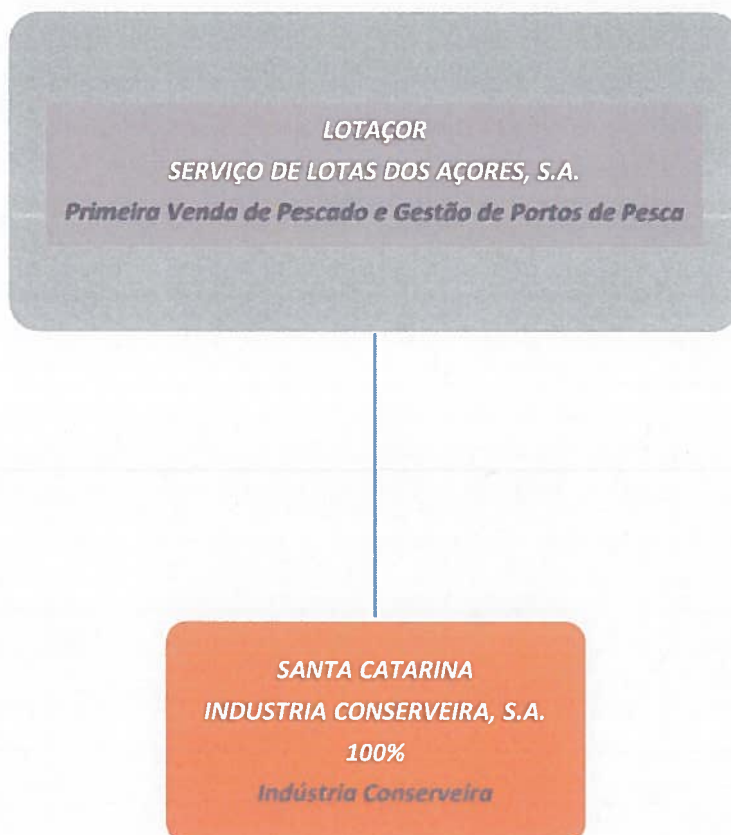 LOTAÇOR
SERVIÇO DE LOTAS DOS AÇORES, S.A.
Primeira Venda de Pescado e Gestão de Portos de Pesca
SANTA CATARINA
INDUSTRIA CONSERVEIRA, S.A.
100%
Indústria Conserveira